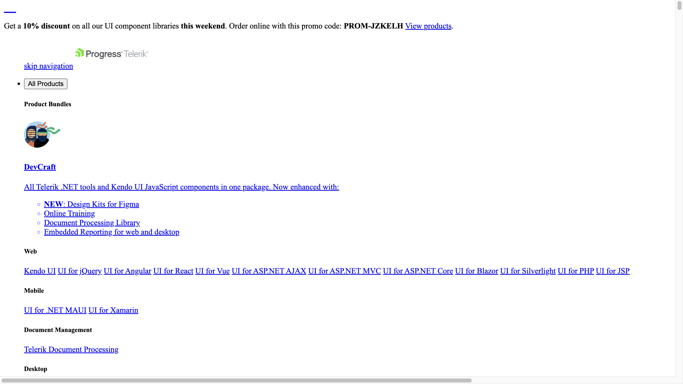 Get a 10% discount on all our UI component libraries this weekend. Order online with this promo code: PROM-JZKELH View products.
Progress Telerik
skip navigation
All Products
Product Bundles
DevCraft
All Telerik .NET tools and Kendo UI JavaScript components in one package. Now enhanced with:
NEW: Design Kits for Figma
Online Training
Document Processing Library
Embedded Reporting for web and desktop
Web
Kendo UI UI for jQuery UI for Angular UI for React UI for Vue UI for ASP.NET AJAX UI for ASP.NET MVC UI for ASP.NET Core UI for Blazor UI for Silverlight UI for PHP UI for JSP
Mobile
UI for .NET MAUI UI for Xamarin
Document Management
Telerik Document Processing
Desktop